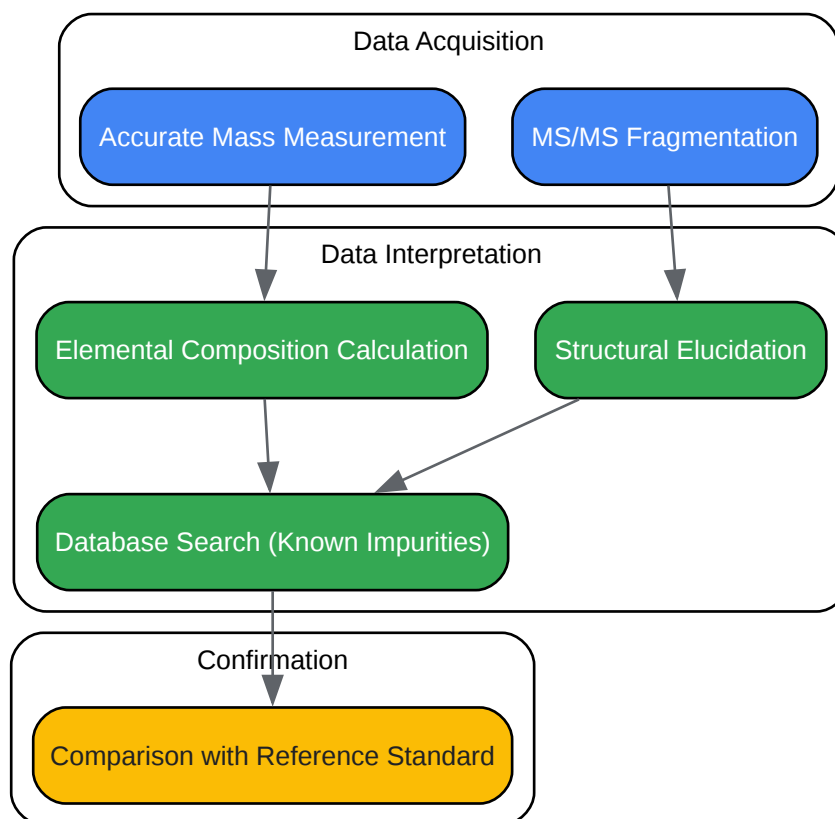 Data Acquisition
Accurate Mass Measurement
MS/MS Fragmentation
Data Interpretation
Elemental Composition Calculation
Structural Elucidation
Database Search (Known Impurities)
Confirmation
Comparison with Reference Standard